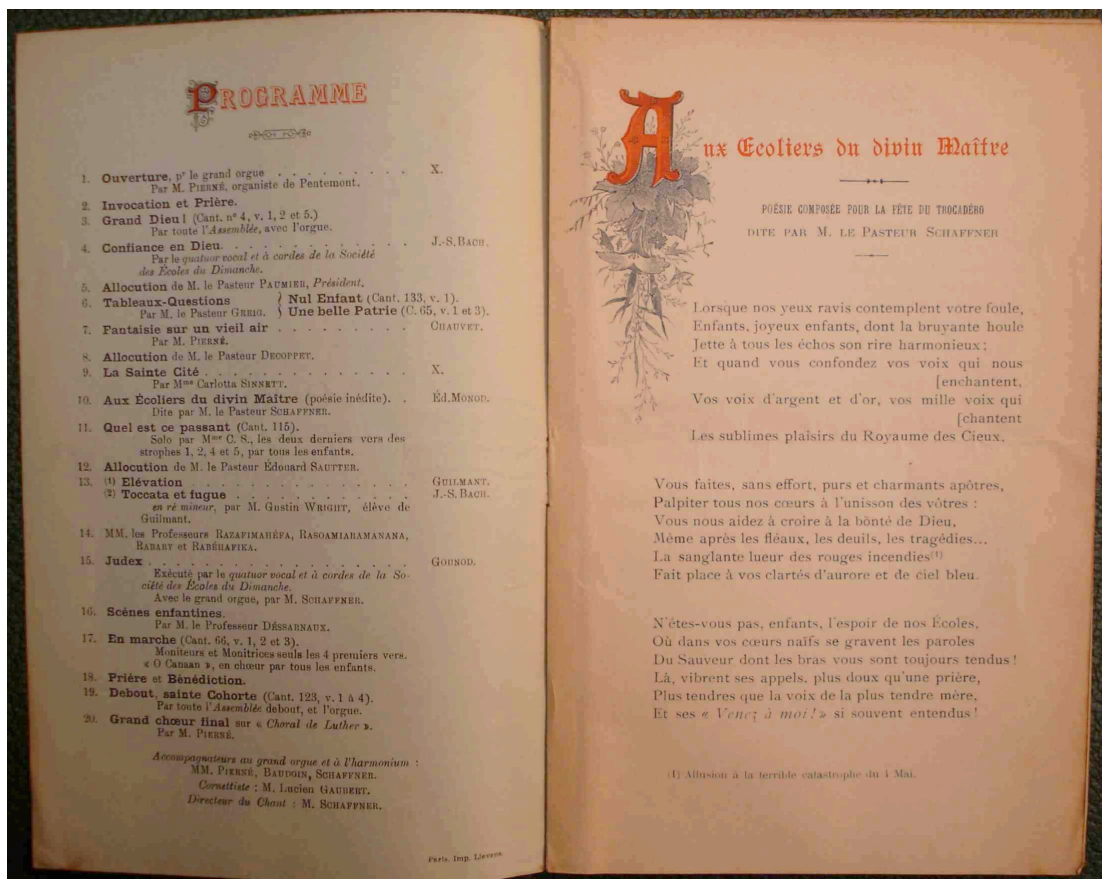 PROGRAMME
1. Ouverture, pr le grand orgue . . . . . . . . . X.
Par M. PIERNÉ, organiste de Pentemont.
2. Invocation et Prière.
3. Grand Dieu ! (Cant. n° 4, v. 1, 2 et 5.)
Par toute l'Assemblée, avec l'orgue.
4. Confiance en Dieu. . . . . . . . . . . . J.-S. BACH.
Par le quatuor vocal et à cordes de la Société
des Écoles du Dimanche.
5. Allocution de M. le Pasteur PAUMIER, Président.
6. Tableaux-Questions } Nul Enfant (Cant. 133, v. 1).
Par M. le Pasteur GREIG. } Une belle Patrie (C. 65, v. 1 et 3).
7. Fantaisie sur un vieil air . . . . . . . . . CHAUVET.
Par M. PIERNÉ.
8. Allocution de M. le Pasteur DECOPPET.
9. La Sainte Cité . . . . . . . . . . . . . . X.
Par Mme Carlotta SINNETT.
10. Aux Écoliers du divin Maître (poésie inédite). . Éd. MONOD.
Dite par M. le Pasteur SCHAFFNER.
11. Quel est ce passant (Cant. 115).
Solo par Mme C. S., les deux derniers vers des
strophes 1, 2, 4 et 5, par tous les enfants.
12. Allocution de M. le Pasteur Édouard SAUTTER.
13. (1) Elévation . . . . . . . . . . . . . . GUILMANT.
(2) Toccata et fugue . . . . . . . . . . . . J.-S. BACH.
en ré mineur, par M. Gustin WRIGHT, élève de
Guilmant.
14. MM. les Professeurs RAZAFIMAHÉFA, RASOAMIARAMANANA,
RABARY et RABÉHAFIKA.
15. Judex . . . . . . . . . . . . . . . . . GOUNOD.
Exécuté par le quatuor vocal et à cordes de la So-
ciété des Écoles du Dimanche.
Avec le grand orgue, par M. SCHAFFNER.
16. Scènes enfantines.
Par M. le Professeur DÉSSARNAUX.
17. En marche (Cant. 66, v. 1, 2 et 3).
Moniteurs et Monitrices seuls les 4 premiers vers.
« O Canaan », en chœur par tous les enfants.
18. Prière et Bénédiction.
19. Debout, sainte Cohorte (Cant. 123, v. 1 à 4).
Par toute l'Assemblée debout, et l'orgue.
20. Grand chœur final sur « Choral de Luther ».
Par M. PIERNÉ.
Accompagnateurs au grand orgue et à l'harmonium :
MM. PIERNÉ, BAUDOIN, SCHAFFNER.
Cornettiste : M. Lucien GAUBERT.
Directeur du Chant : M. SCHAFFNER.
Paris. Imp. Lievens
Aux Ecoliers du divin Maître
POÉSIE COMPOSÉE POUR LA FÊTE DU TROCADÉRO
DITE PAR M. LE PASTEUR SCHAFFNER
Lorsque nos yeux ravis contemplent votre foule,
Enfants, joyeux enfants, dont la bruyante houle
Jette à tous les échos son rire harmonieux ;
Et quand vous confondez vos voix qui nous
[enchantent,
Vos voix d'argent et d'or, vos mille voix qui
[chantent
Les sublimes plaisirs du Royaume des Cieux,
Vous faites, sans effort, purs et charmants apôtres,
Palpiter tous nos cœurs à l'unisson des vôtres :
Vous nous aidez à croire à la bonté de Dieu,
Même après les fléaux, les deuils, les tragédies...
La sanglante lueur des rouges incendies(1)
Fait place à vos clartés d'aurore et de ciel bleu.
N'êtes-vous pas, enfants, l'espoir de nos Écoles,
Où dans vos cœurs naïfs se gravent les paroles
Du Sauveur dont les bras vous sont toujours tendus !
Là, vibrent ses appels, plus doux qu'une prière,
Plus tendres que la voix de la plus tendre mère,
Et ses « Venez à moi ! » si souvent entendus !
(1) Allusion à la terrible catastrophe du 4 Mai.